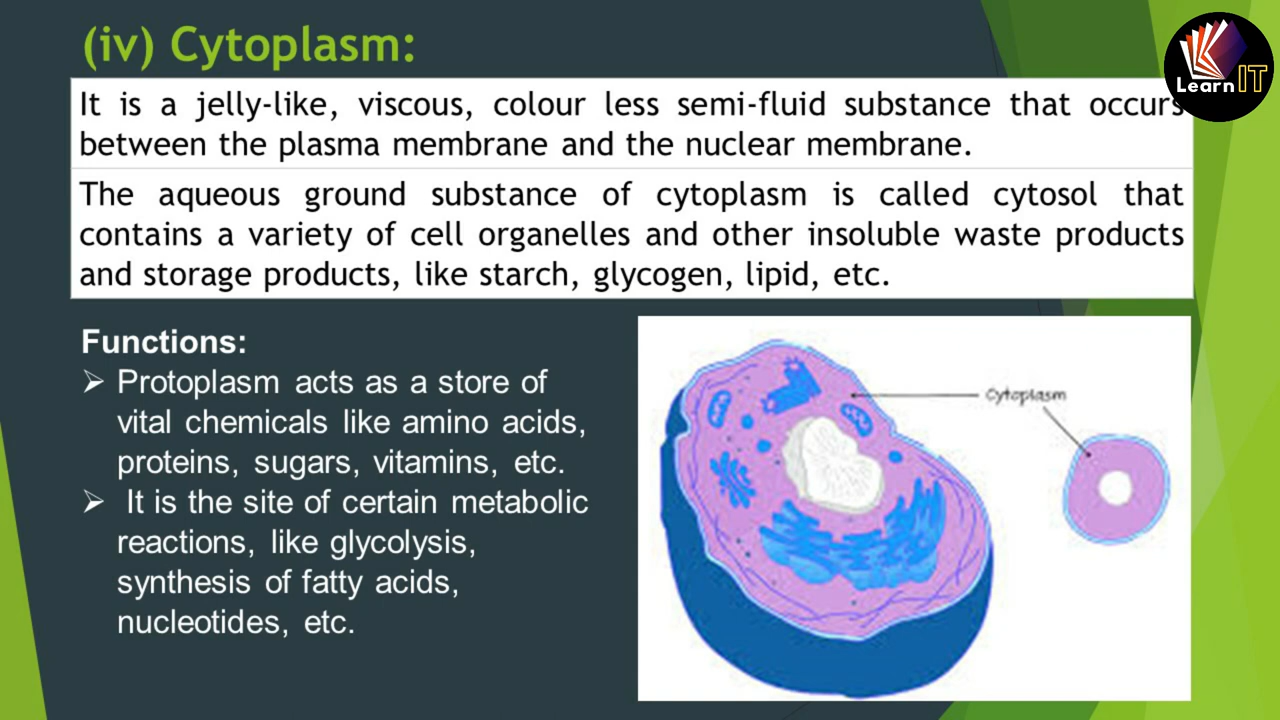 (iv) Cytoplasm:
Learn IT
It is a jelly-like, viscous, colour less semi-fluid substance that occurs
between the plasma membrane and the nuclear membrane.
The aqueous ground substance of cytoplasm is called cytosol that
contains a variety of cell organelles and other insoluble waste products
and storage products, like starch, glycogen, lipid, etc.
Functions:
➢ Protoplasm acts as a store of
vital chemicals like amino acids,
proteins, sugars, vitamins, etc.
➢ It is the site of certain metabolic
reactions, like glycolysis,
synthesis of fatty acids,
nucleotides, etc.
Cytoplasm